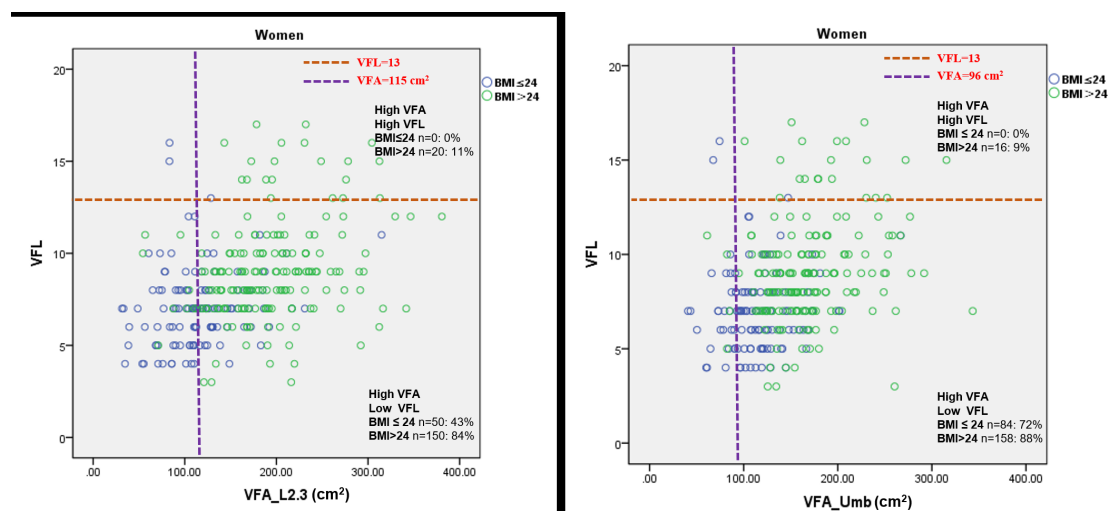 Women
VFL=13
VFA=115 cm²
BMI≤24
BMI>24
High VFA
High VFL
BMI≤24 n=0: 0%
BMI>24 n=20: 11%
20
15
10
5
0
VFL
High VFA
Low VFL
BMI ≤ 24 n=50: 43%
BMI>24 n=150: 84%
.00 100.00 200.00 300.00 400.00
VFA_L2.3 (cm²)
Women
VFL=13
VFA=96 cm²
BMI≤24
BMI>24
High VFA
High VFL
BMI ≤ 24 n=0: 0%
BMI>24 n=16: 9%
20
15
10
5
0
VFL
High VFA
Low VFL
BMI ≤ 24 n=84: 72%
BMI>24 n=158: 88%
.00 100.00 200.00 300.00 400.00
VFA_Umb (cm²)